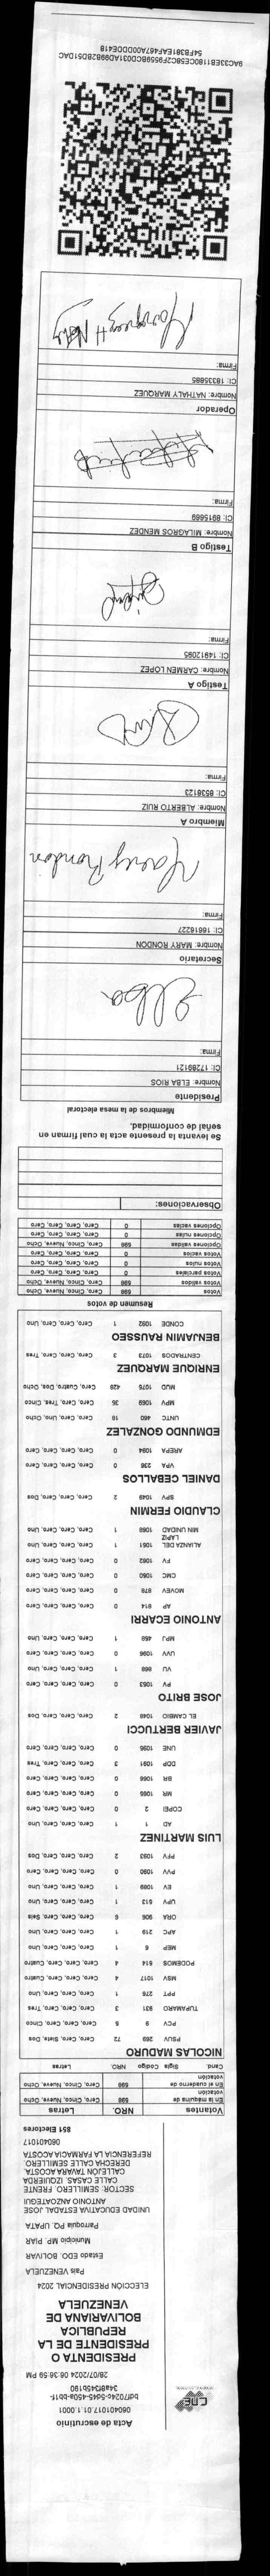 CNE
Acta de escrutinio
060401017.01.1.0001
bdf7024c-5d45-450a-bb1f-
34a8f345b190
28/07/2024 06:36:59 PM
PRESIDENTA O
PRESIDENTE DE LA
REPUBLICA
BOLIVARIANA DE
VENEZUELA
ELECCIÓN PRESIDENCIAL 2024
País VENEZUELA
Estado EDO. BOLIVAR
Municipio MP. PIAR
Parroquia PQ. UPATA
UNIDAD EDUCATIVA ESTADAL JOSE
ANTONIO ANZOATEGUI
SECTOR: SEMILLERO. FRENTE
CALLE CASAS. IZQUIERDA
CALLEJÓN TAVARA ACOSTA.
DERECHA CALLE SEMILLERO.
REFERENCIA LA FARMACIA ACOSTA
060401017
851 Electores
Votantes NRO. Letras
En la máquina de votación 598 Cero, Cinco, Nueve, Ocho
En el cuaderno de votación 598 Cero, Cinco, Nueve, Ocho
Cand. Sigla Código NRO. Letras
NICOLAS MADURO
PSUV 269 72 Cero, Cero, Siete, Dos
PCV 9 5 Cero, Cero, Cero, Cinco
TUPAMARO 931 3 Cero, Cero, Cero, Tres
PPT 276 1 Cero, Cero, Cero, Uno
MSV 1017 4 Cero, Cero, Cero, Cuatro
PODEMOS 514 4 Cero, Cero, Cero, Cuatro
MEP 6 1 Cero, Cero, Cero, Uno
APC 219 1 Cero, Cero, Cero, Uno
ORA 906 6 Cero, Cero, Cero, Seis
UPV 513 1 Cero, Cero, Cero, Uno
EV 1089 1 Cero, Cero, Cero, Uno
PVV 1090 0 Cero, Cero, Cero, Cero
PFV 1093 2 Cero, Cero, Cero, Dos
LUIS MARTINEZ
AD 1 1 Cero, Cero, Cero, Uno
COPEI 2 0 Cero, Cero, Cero, Cero
MR 1065 0 Cero, Cero, Cero, Cero
BR 1066 0 Cero, Cero, Cero, Cero
DDP 1091 3 Cero, Cero, Cero, Tres
UNE 1095 0 Cero, Cero, Cero, Cero
JAVIER BERTUCCI
EL CAMBIO 1048 2 Cero, Cero, Cero, Dos
JOSE BRITO
PV 1053 0 Cero, Cero, Cero, Cero
VU 868 1 Cero, Cero, Cero, Uno
UVV 1096 0 Cero, Cero, Cero, Cero
MPJ 458 1 Cero, Cero, Cero, Uno
ANTONIO ECARRI
AP 814 0 Cero, Cero, Cero, Cero
MOVEV 978 0 Cero, Cero, Cero, Cero
CMC 1050 0 Cero, Cero, Cero, Cero
FV 1062 0 Cero, Cero, Cero, Cero
ALIANZA DEL LAPIZ 1051 1 Cero, Cero, Cero, Uno
MIN UNIDAD 1068 1 Cero, Cero, Cero, Uno
CLAUDIO FERMIN
SPV 1049 2 Cero, Cero, Cero, Dos
DANIEL CEBALLOS
VPA 238 0 Cero, Cero, Cero, Cero
AREPA 1094 0 Cero, Cero, Cero, Cero
EDMUNDO GONZALEZ
UNTC 460 18 Cero, Cero, Uno, Ocho
MPV 1069 35 Cero, Cero, Tres, Cinco
MUD 1075 428 Cero, Cuatro, Dos, Ocho
ENRIQUE MARQUEZ
CENTRADOS 1073 3 Cero, Cero, Cero, Tres
BENJAMIN RAUSSEO
CONDE 1092 1 Cero, Cero, Cero, Uno
Resumen de votos
Votos 598 Cero, Cinco, Nueve, Ocho
Votos validos 598 Cero, Cinco, Nueve, Ocho
Votos parciales 0 Cero, Cero, Cero, Cero
Votos nulos 0 Cero, Cero, Cero, Cero
Votos vacíos 0 Cero, Cero, Cero, Cero
Opciones validas 598 Cero, Cinco, Nueve, Ocho
Opciones nulas 0 Cero, Cero, Cero, Cero
Opciones vacías 0 Cero, Cero, Cero, Cero
Observaciones:
Se levanta la presente acta la cual firman en
señal de conformidad.
Miembros de la mesa electoral
Presidente
Nombre: ELBA RIOS
CI: 17289121
Firma:
Elba
Secretario
Nombre: MARY RONDON
CI: 16616227
Firma:
Mary Rondon
Miembro A
Nombre: ALBERTO RUIZ
CI: 8538123
Firma:
Testigo A
Nombre: CARMEN LOPEZ
CI: 14912095
Firma:
Testigo B
Nombre: MILAGROS MENDEZ
CI: 8915669
Firma:
Operador
Nombre: NATHALY MARQUEZ
CI: 18335885
Firma:
9AC33EB1180CE58C2F9559BCD031AD99B2BD51DAC
54FB381EAF467A00DDDE418